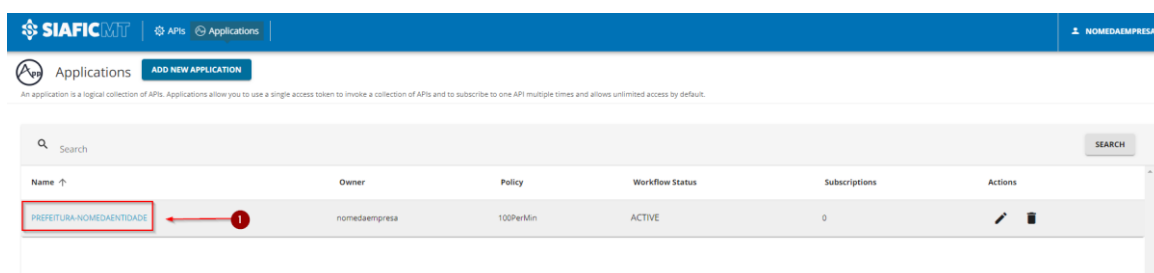 SIAFICMT APIs Applications NOMEDAEMPRESA
App Applications ADD NEW APPLICATION
An application is a logical collection of APIs. Applications allow you to use a single access token to invoke a collection of APIs and to subscribe to one API multiple times and allows unlimited access by default.
Search SEARCH
Name Owner Policy Workflow Status Subscriptions Actions
PREFEITURA-NOMEDAENTIDADE 1 nomedaempresa 100PerMin ACTIVE 0